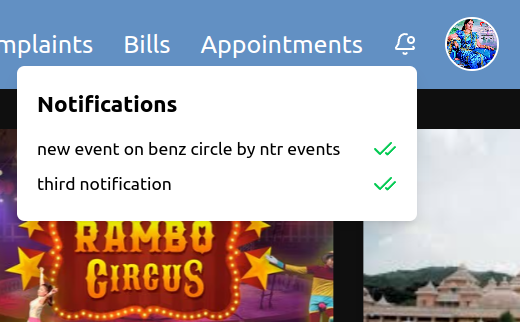 mplaints Bills Appointments
Notifications
new event on benz circle by ntr events
third notification
RAMBO
CIRCUS